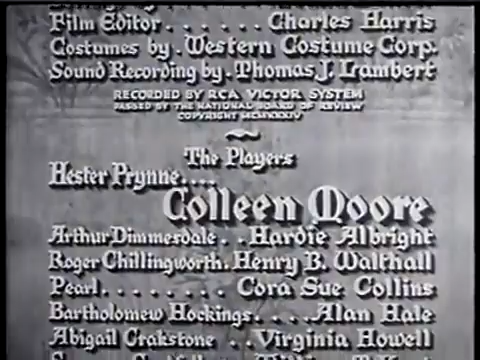 Film Editor . . . . . . Charles Harris
Costumes by . Western Costume Corp.
Sound Recording by . Thomas J. Lambert
RECORDED BY RCA VICTOR SYSTEM
PASSED BY THE NATIONAL BOARD OF REVIEW
COPYRIGHT MCMXXXIV
The Players
Hester Prynne....
Colleen Moore
Arthur Dimmesdale . . Hardie Albright
Roger Chillingworth. Henry B. Walthall
Pearl. . . . . . . . Cora Sue Collins
Bartholomew Hockings. . . . Alan Hale
Abigail Crakstone . . Virginia Howell